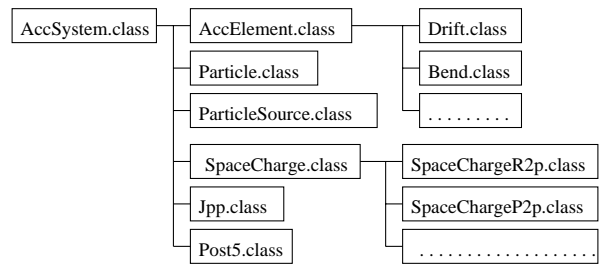 AccSystem.class
AccElement.class
Drift.class
Particle.class
Bend.class
ParticleSource.class
. . . . . . . . .
SpaceCharge.class
SpaceChargeR2p.class
Jpp.class
SpaceChargeP2p.class
Post5.class
. . . . . . . . . . . . . . . . . . .